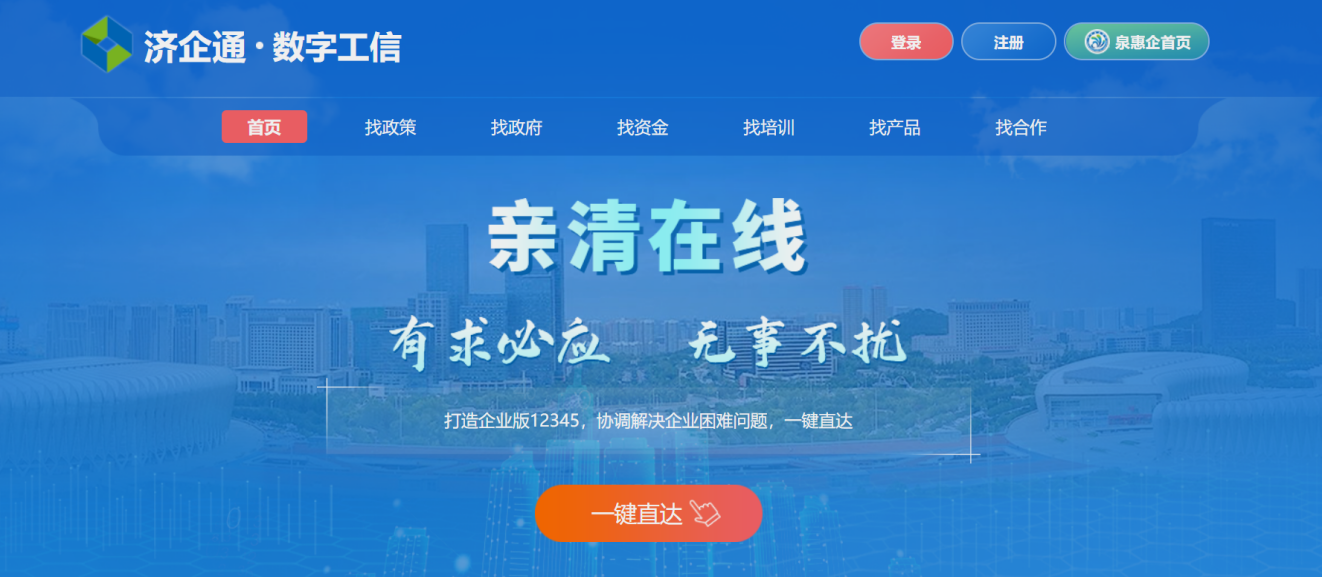 济企通·数字工信
登录 注册 泉惠企首页
首页 找政策 找政府 找资金 找培训 找产品 找合作
亲清在线
有求必应 无事不扰
打造企业版12345，协调解决企业困难问题，一键直达
一键直达